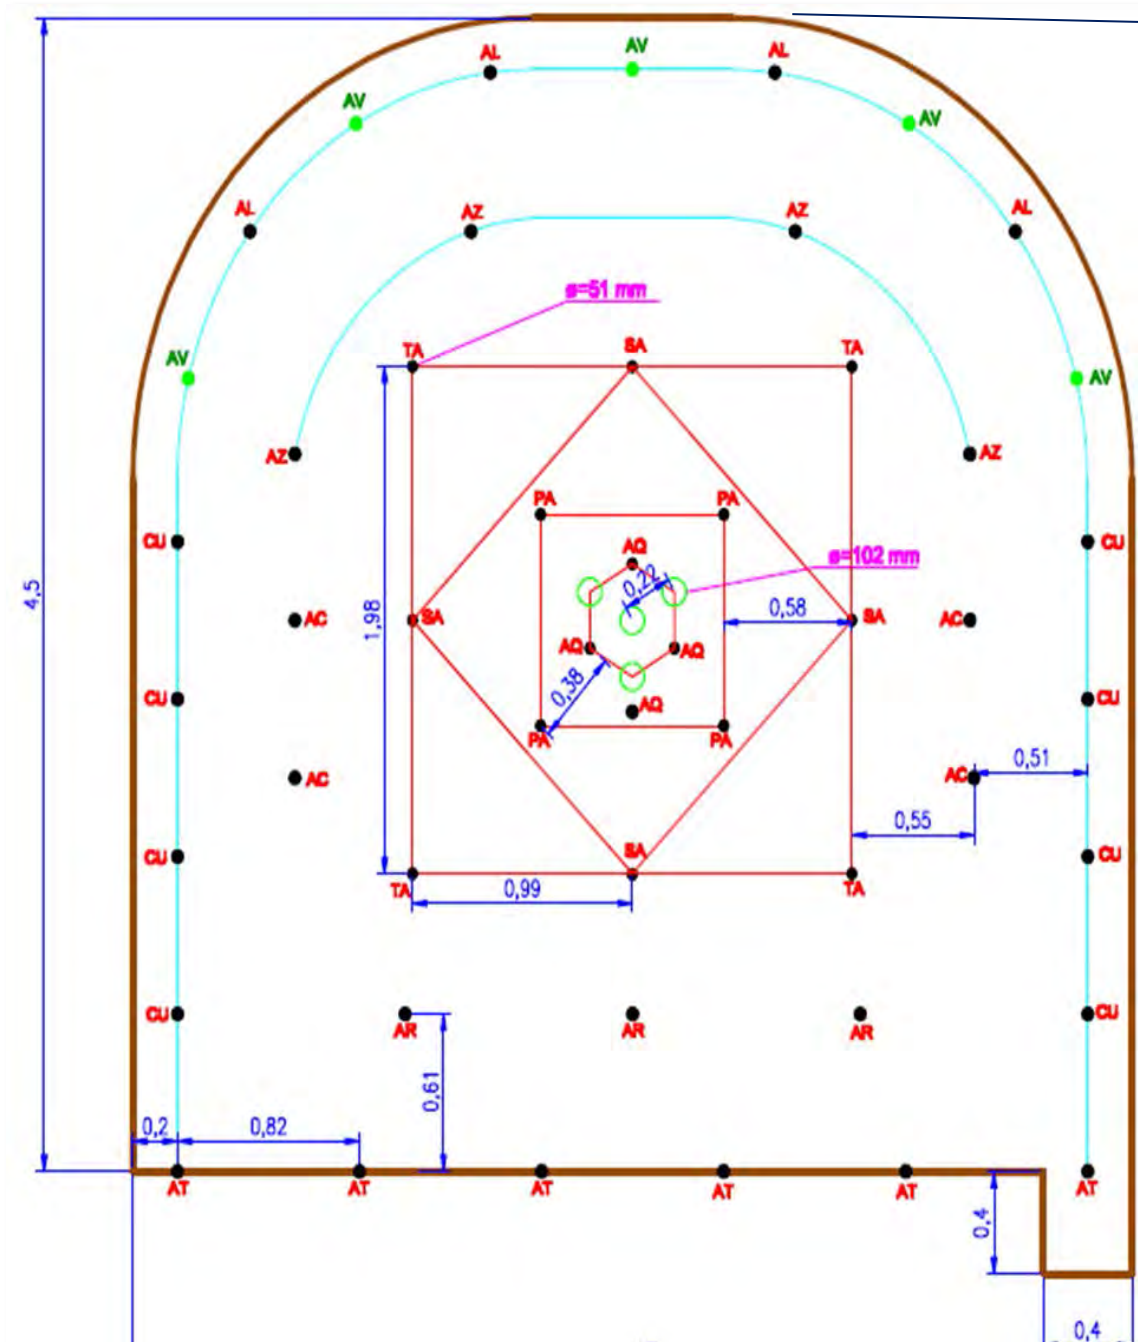 AV
AL
AL
AV
AV
AL
AL
AZ
AZ
ø=51 mm
TA
SA
TA
AV
AV
AZ
AZ
PA
PA
CU
AQ
CU
ø=102 mm
4,5
0,22
1,98
0,58
AC
SA
SA
AC
AQ
AQ
0,38
CU
AQ
CU
PA
PA
0,51
AC
AC
0,55
CU
SA
CU
TA
0,99
TA
CU
AR
AR
AR
CU
0,61
0,2
0,82
AT
AT
AT
AT
AT
AT
0,4
0,4